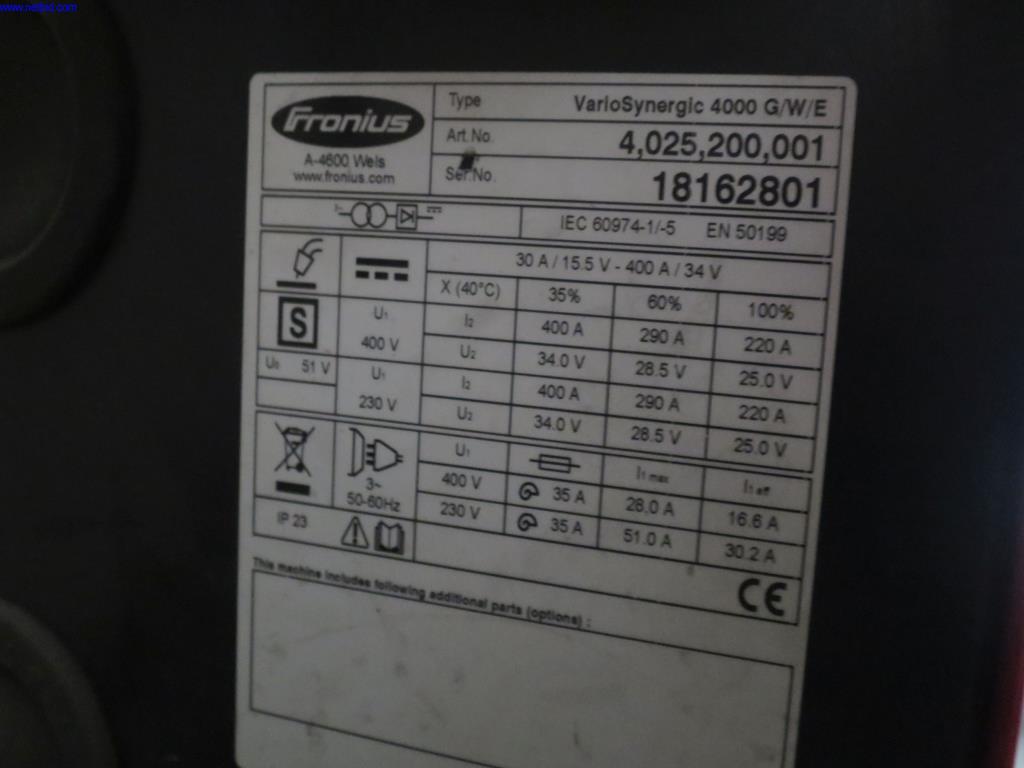 www.netbid.com
Fronius
A-4600 Wels
www.fronius.com
Type VarioSynergic 4000 G/W/E
Art.No. 4,025,200,001
Ser.No. 18162801
IEC 60974-1/-5 EN 50199
30 A / 15.5 V - 400 A / 34 V
X (40°C) 35% 60% 100%
S
U0 51 V
U1 400 V
I2 400 A 290 A 220 A
U2 34.0 V 28.5 V 25.0 V
U1 230 V
I2 400 A 290 A 220 A
U2 34.0 V 28.5 V 25.0 V
3~
50-60Hz
U1 I1 max I1 eff
400 V 35 A 28.0 A 16.6 A
230 V 35 A 51.0 A 30.2 A
IP 23
CE
This machine includes following additional parts (options) :